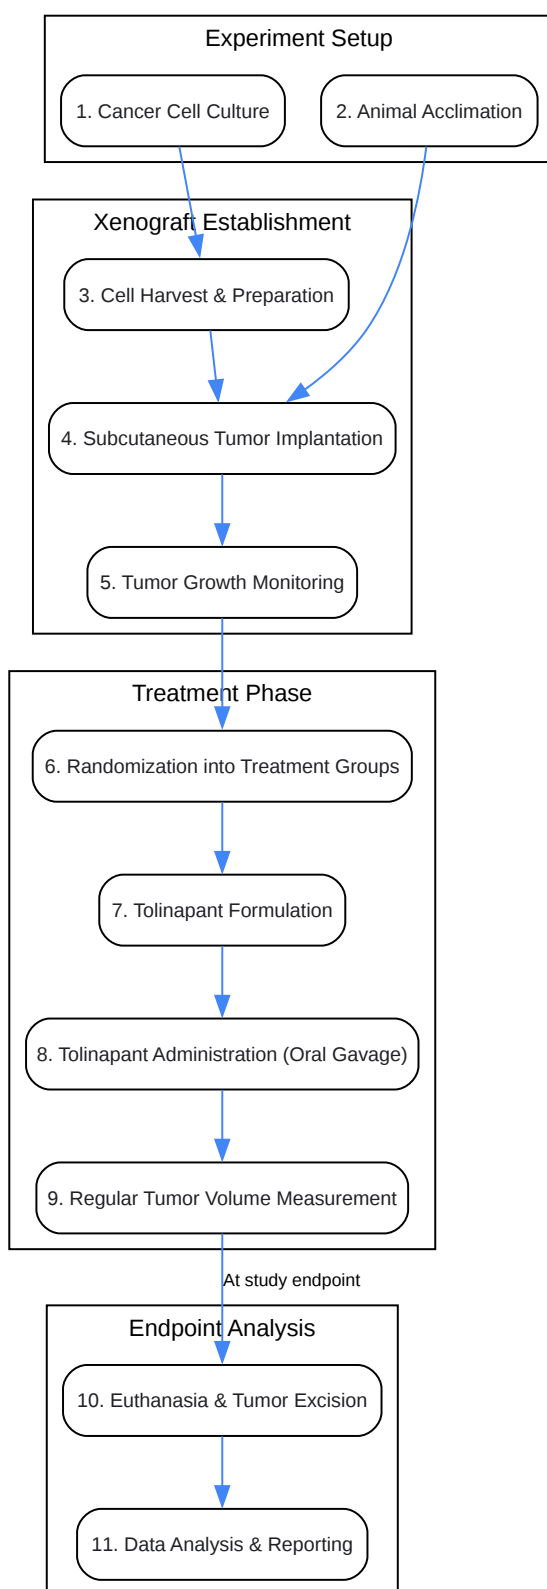 Experiment Setup
1. Cancer Cell Culture
2. Animal Acclimation
Xenograft Establishment
3. Cell Harvest & Preparation
4. Subcutaneous Tumor Implantation
5. Tumor Growth Monitoring
Treatment Phase
6. Randomization into Treatment Groups
7. Tolinapant Formulation
8. Tolinapant Administration (Oral Gavage)
9. Regular Tumor Volume Measurement
At study endpoint
Endpoint Analysis
10. Euthanasia & Tumor Excision
11. Data Analysis & Reporting